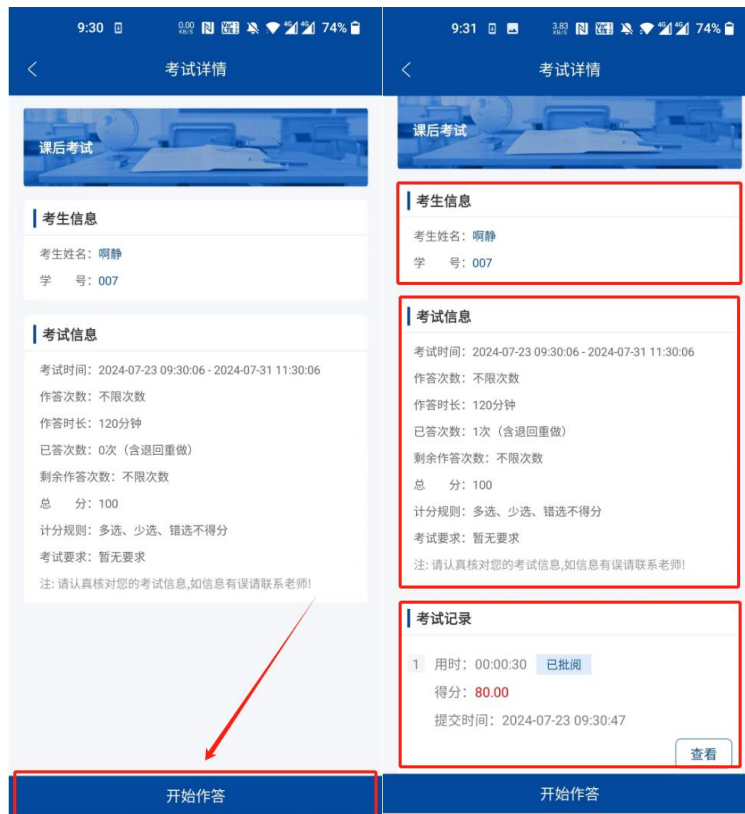 9:30 0.00 KB/S 4G 4G 74%
考试详情
课后考试
考生信息
考生姓名：啊静
学 号：007
考试信息
考试时间：2024-07-23 09:30:06 - 2024-07-31 11:30:06
作答次数：不限次数
作答时长：120分钟
已答次数：0次（含退回重做）
剩余作答次数：不限次数
总 分：100
计分规则：多选、少选、错选不得分
考试要求：暂无要求
注: 请认真核对您的考试信息,如信息有误请联系老师!
开始作答
9:31 3.83 KB/S 4G 4G 74%
考试详情
课后考试
考生信息
考生姓名：啊静
学 号：007
考试信息
考试时间：2024-07-23 09:30:06 - 2024-07-31 11:30:06
作答次数：不限次数
作答时长：120分钟
已答次数：1次（含退回重做）
剩余作答次数：不限次数
总 分：100
计分规则：多选、少选、错选不得分
考试要求：暂无要求
注: 请认真核对您的考试信息,如信息有误请联系老师!
考试记录
1 用时：00:00:30 已批阅
得分：80.00
提交时间：2024-07-23 09:30:47
查看
开始作答